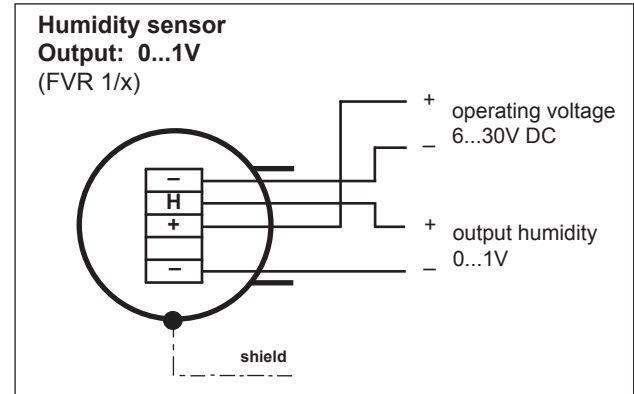 Humidity sensor
Output: 0...1V
(FVR 1/x)
+
operating voltage
6...30V DC
–
–
H
+
–
+
output humidity
0...1V
–
shield